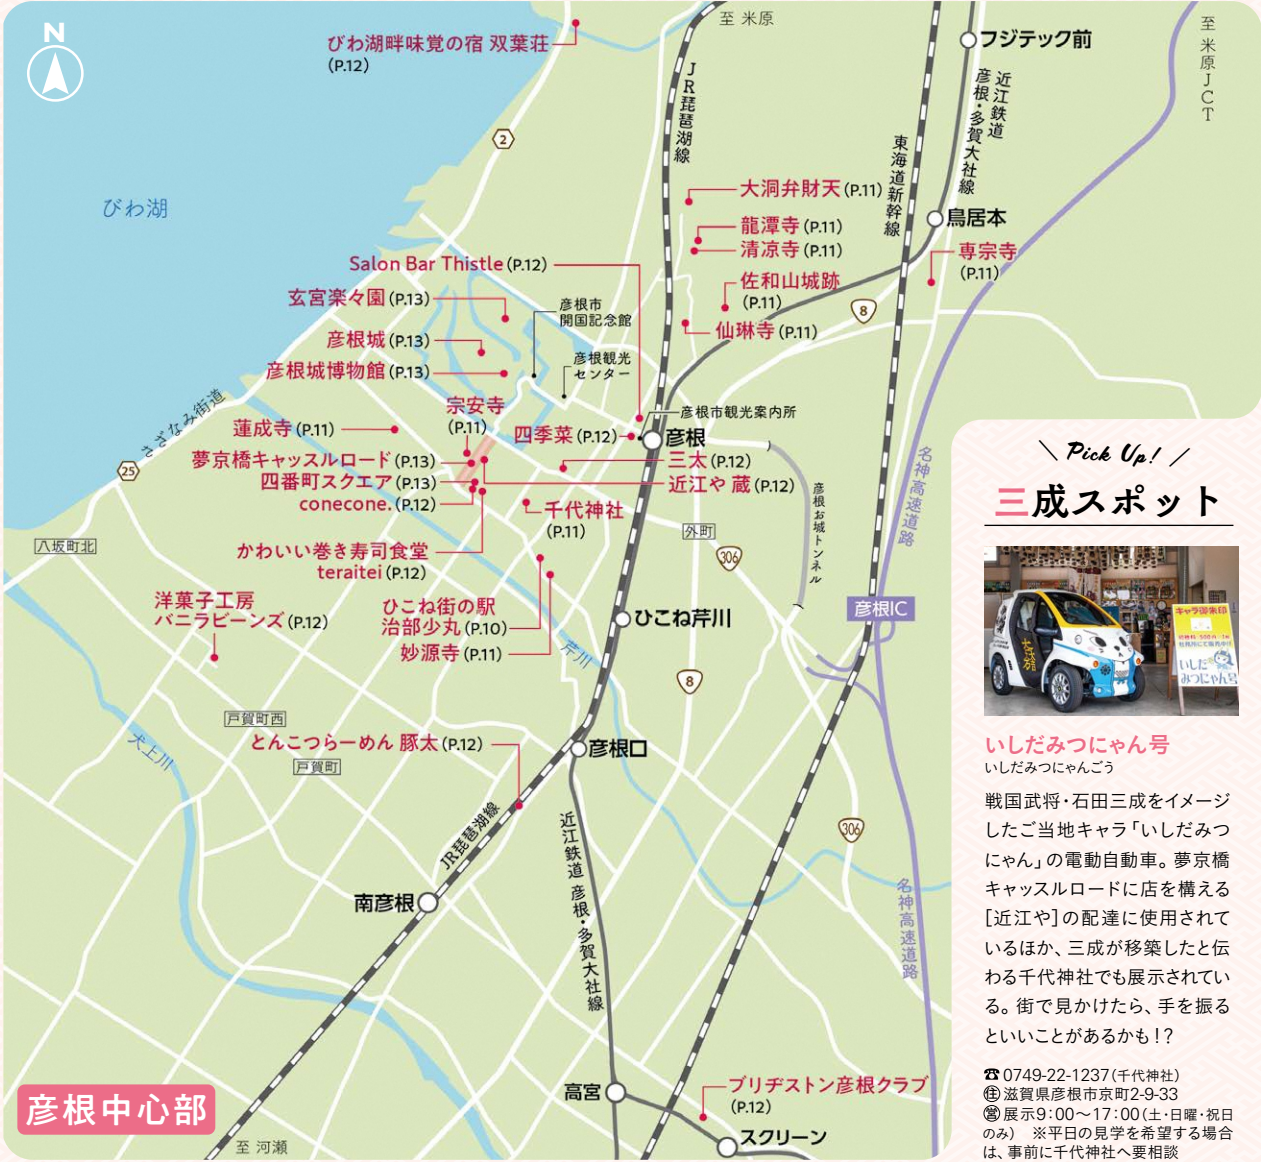 N
びわ湖畔味覚の宿 双葉荘
(P.12)
至 米原
フジテック前
至 米原JCT
JR琵琶湖線
近江鉄道
彦根・多賀大社線
東海道新幹線
2
びわ湖
大洞弁財天(P.11)
龍潭寺(P.11)
清凉寺(P.11)
鳥居本
専宗寺
(P.11)
Salon Bar Thistle(P.12)
佐和山城跡
(P.11)
玄宮楽々園(P.13)
彦根市
開国記念館
8
仙琳寺(P.11)
彦根城(P.13)
彦根観光
センター
彦根城博物館(P.13)
さざなみ街道
宗安寺
(P.11)
彦根市観光案内所
蓮成寺(P.11)
四季菜(P.12)
彦根
夢京橋キャッスルロード(P.13)
三太(P.12)
25
四番町スクエア(P.13)
近江や 蔵(P.12)
conecone.(P.12)
千代神社
(P.11)
彦根お城トンネル
名神高速道路
外町
八坂町北
306
かわいい巻き寿司食堂
teraitei(P.12)
洋菓子工房
バニラビーンズ(P.12)
ひこね街の駅
治部少丸(P.10)
彦根IC
ひこね芹川
妙源寺(P.11)
芹川
8
戸賀町西
犬上川
とんこつらーめん 豚太(P.12)
彦根口
戸賀町
JR琵琶湖線
近江鉄道 彦根・多賀大社線
306
南彦根
名神高速道路
高宮
ブリヂストン彦根クラブ
(P.12)
スクリーン
彦根中心部
至 河瀬
Pick Up!
三成スポット
キャラ御朱印
いしだ
みつにゃん号
いしだみつにゃん号
いしだみつにゃんごう
戦国武将・石田三成をイメージ
したご当地キャラ「いしだみつ
にゃん」の電動自動車。夢京橋
キャッスルロードに店を構える
[近江や]の配達に使用されて
いるほか、三成が移築したと伝
わる千代神社でも展示されてい
る。街で見かけたら、手を振る
といいことがあるかも!?
☎0749-22-1237(千代神社)
㊟滋賀県彦根市京町2-9-33
㊂展示9:00〜17:00(土・日曜・祝日
のみ) ※平日の見学を希望する場合
は、事前に千代神社へ要相談